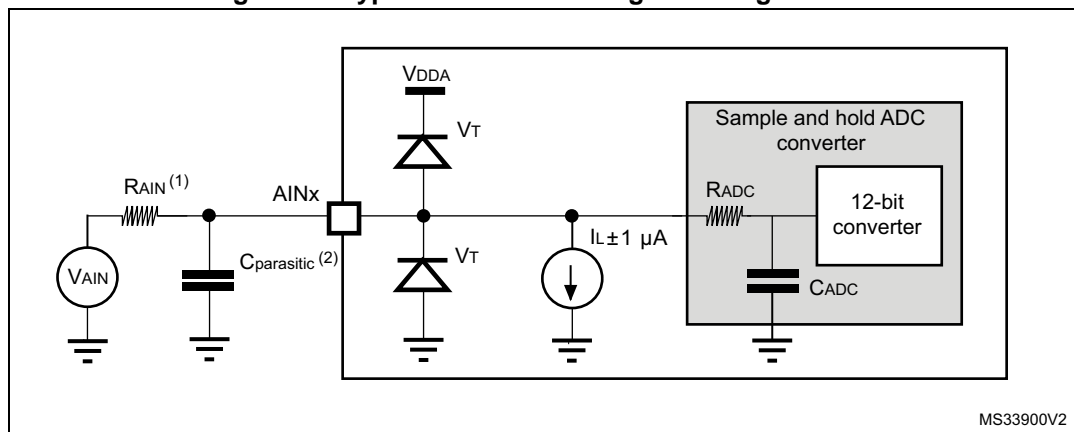 VDDA
Sample and hold ADC
converter
VT
RAIN (1)
AINx
RADC
12-bit
converter
IL±1 µA
Cparasitic (2)
VT
VAIN
CADC
MS33900V2